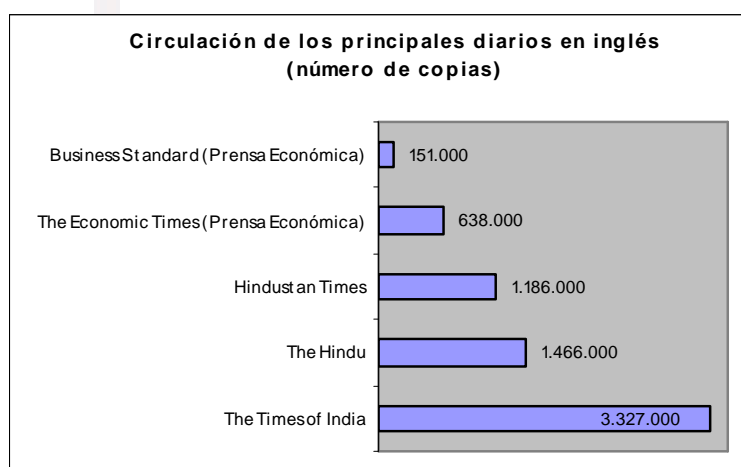 Circulación de los principales diarios en inglés
(número de copias)
Business Standard (Prensa Económica) 151.000
The Economic Times (Prensa Económica) 638.000
Hindustan Times 1.186.000
The Hindu 1.466.000
The Times of India 3.327.000